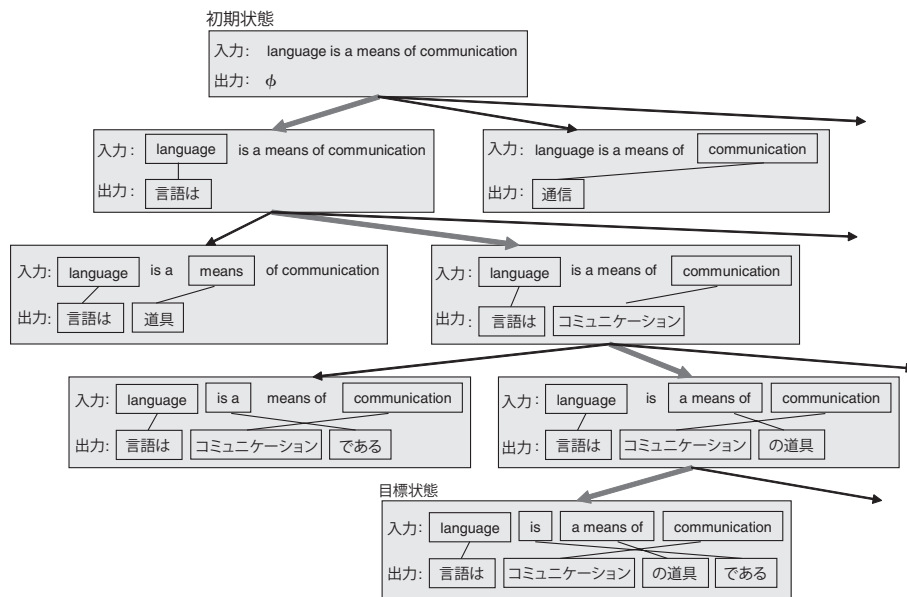 初期状態
入力: language is a means of communication
出力: ϕ
入力: language is a means of communication
出力: 言語は
入力: language is a means of communication
出力: 通信
入力: language is a means of communication
出力: 言語は 道具
入力: language is a means of communication
出力: 言語は コミュニケーション
入力: language is a means of communication
出力: 言語は コミュニケーション である
入力: language is a means of communication
出力: 言語は コミュニケーション の道具
目標状態
入力: language is a means of communication
出力: 言語は コミュニケーション の道具 である